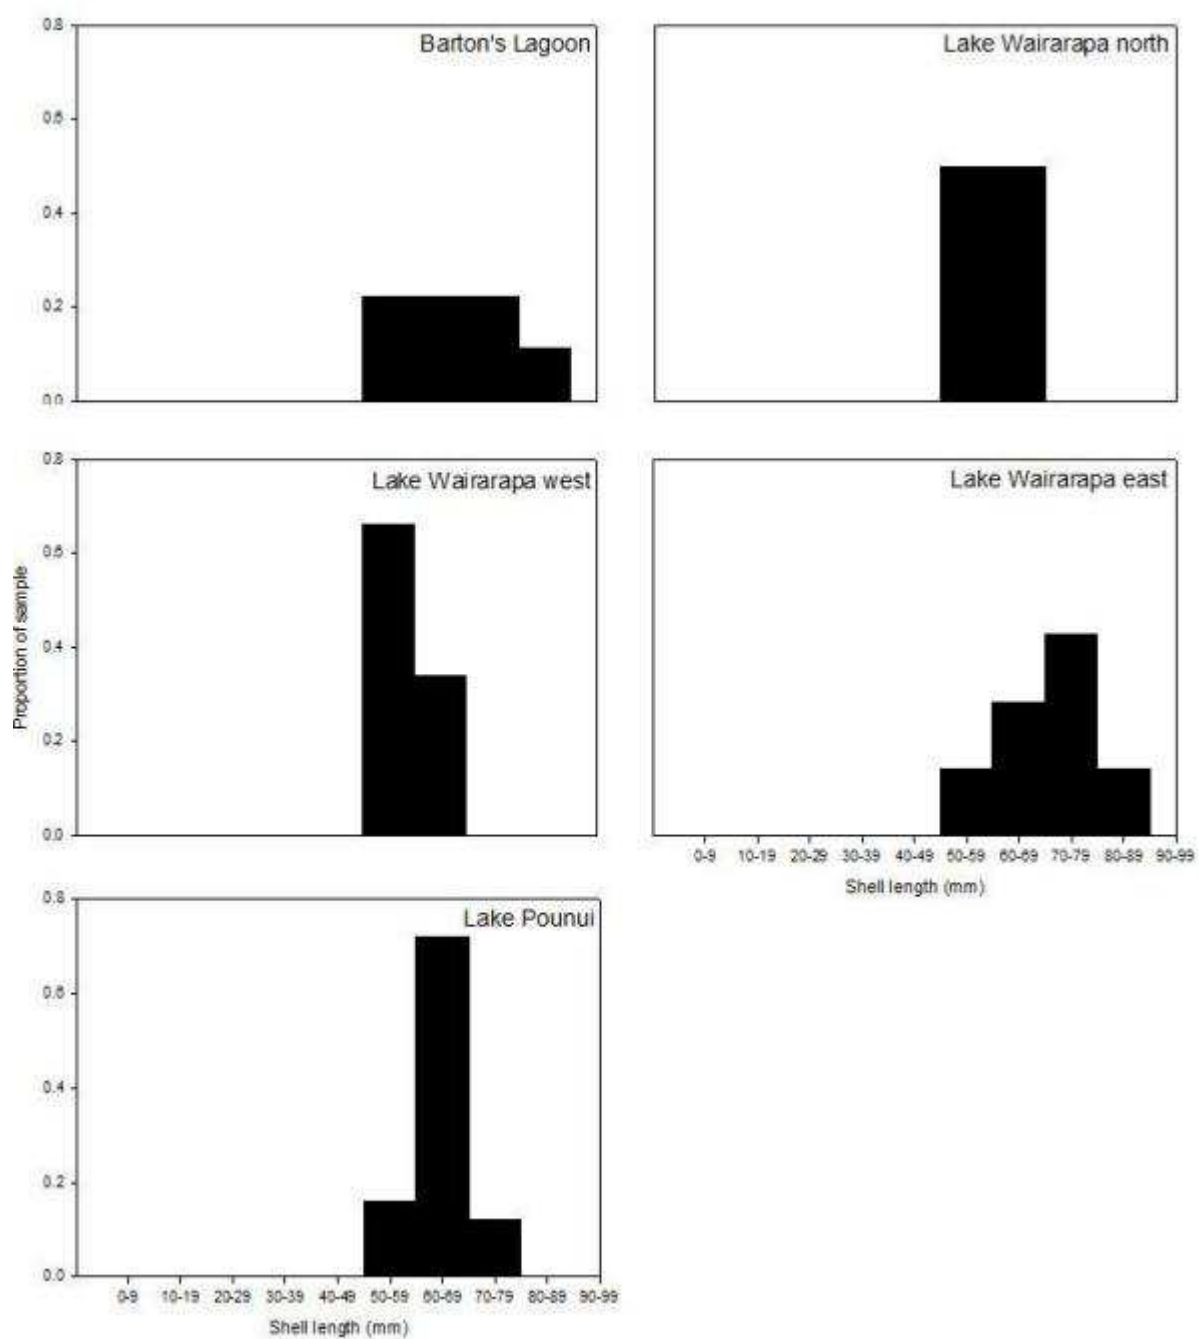 Barton's Lagoon
0.8
0.6
0.4
0.2
0.0
Lake Wairarapa north
Lake Wairarapa west
0.8
0.6
0.4
0.2
0.0
Proportion of sample
Lake Wairarapa east
0-9 10-19 20-29 30-39 40-49 50-59 60-69 70-79 80-89 90-99
Shell length (mm)
Lake Pounui
0.8
0.6
0.4
0.2
0.0
0-9 10-19 20-29 30-39 40-49 50-59 60-69 70-79 80-89 90-99
Shell length (mm)